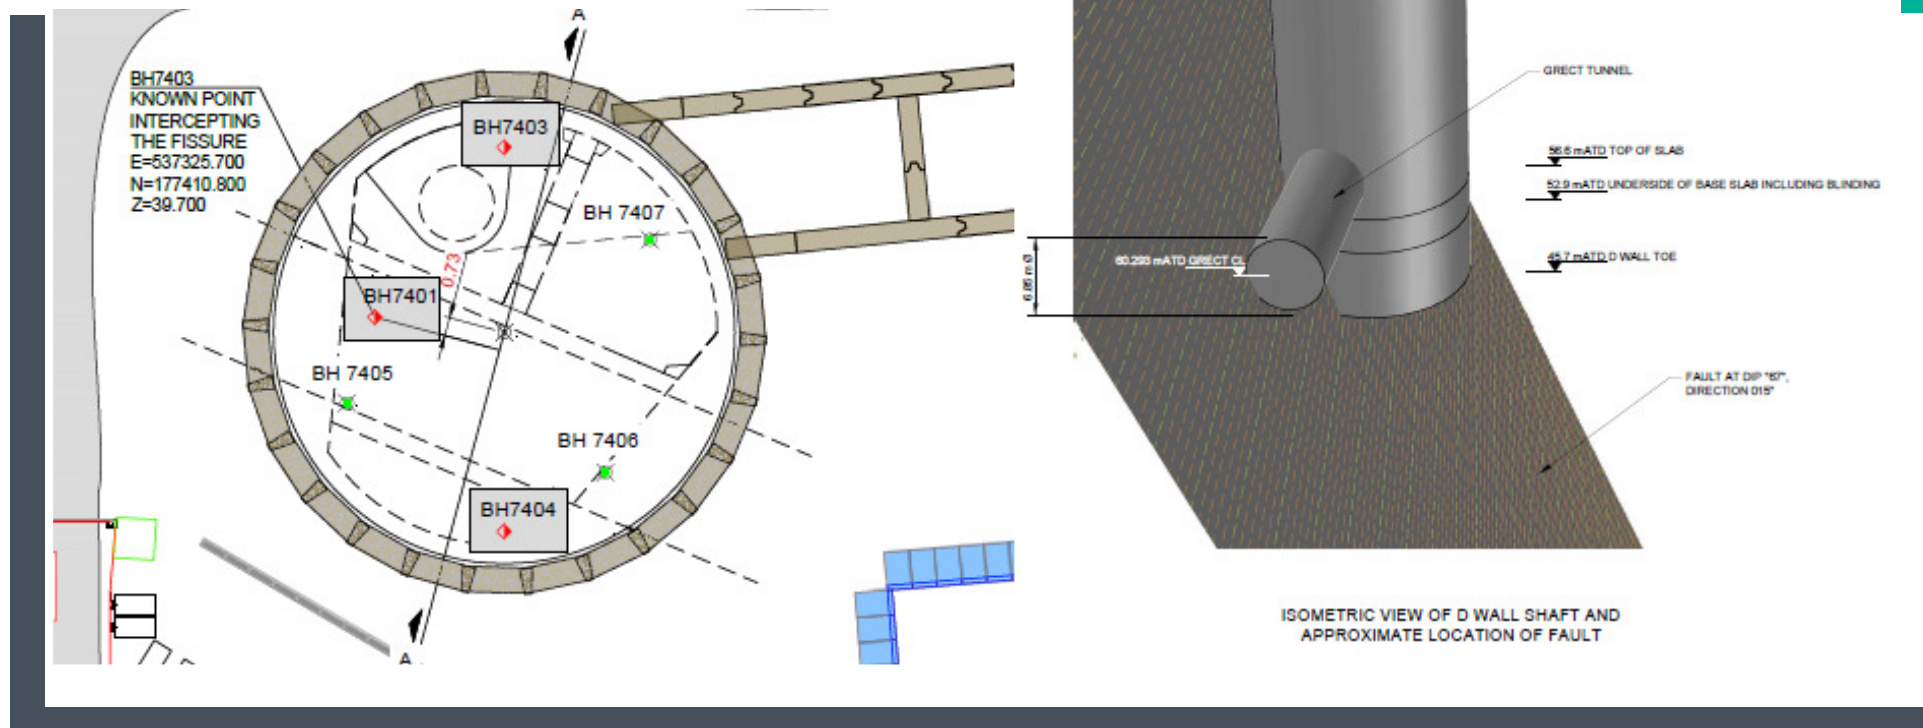 A
BH7403
KNOWN POINT
INTERCEPTING
THE FISSURE
E=537325.700
N=177410.800
Z=39.700
BH7403
BH 7407
0.73
BH7401
BH 7405
BH 7406
BH7404
A
GRECT TUNNEL
56.6 mATD TOP OF SLAB
52.9 mATD UNDERSIDE OF BASE SLAB INCLUDING BLINDING
45.7 mATD D WALL TOE
60.293 mATD GRECT CL
6.85 m Ø
FAULT AT DIP "67",
DIRECTION 015°
ISOMETRIC VIEW OF D WALL SHAFT AND
APPROXIMATE LOCATION OF FAULT